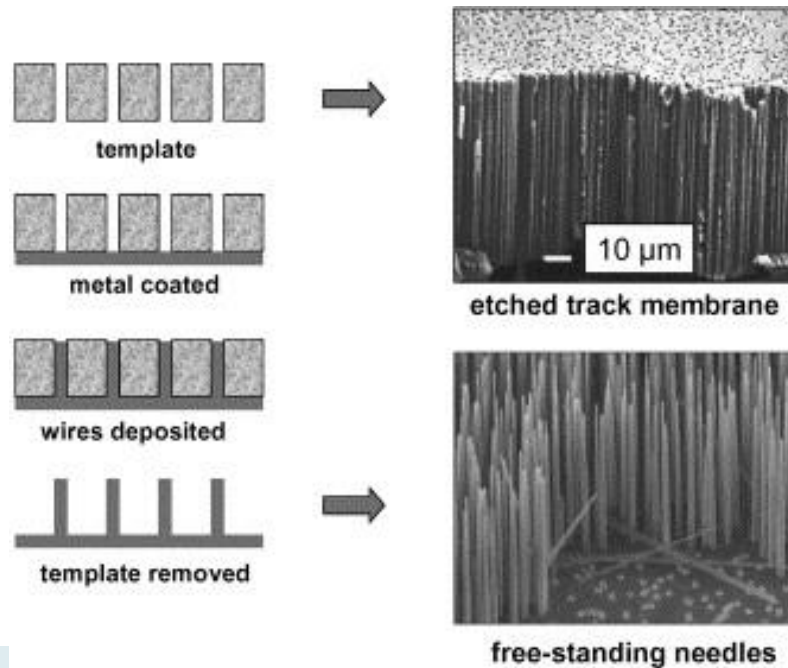 template
metal coated
wires deposited
template removed
10 µm
etched track membrane
free-standing needles